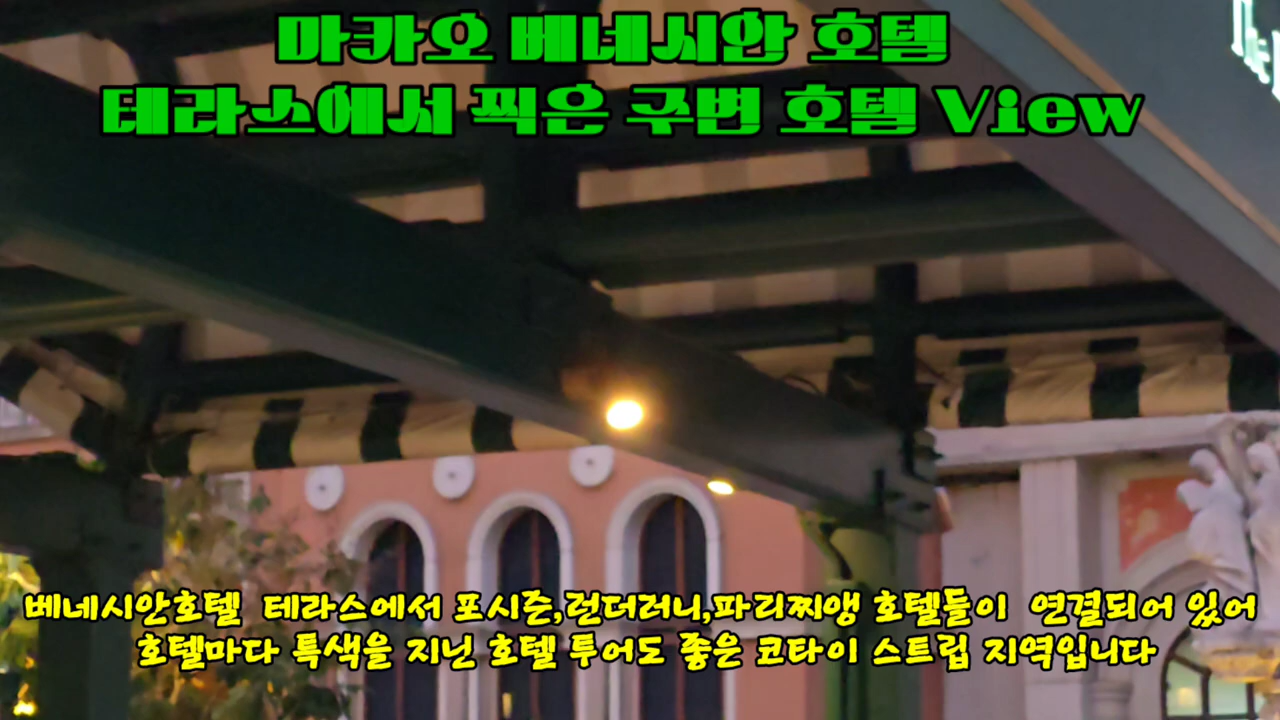 마카오 베네시안 호텔
테라스에서 찍은 주변 호텔 View
베네시안호텔 테라스에서 포시즌,런더러니,파리찌앵 호텔들이 연결되어 있어
호텔마다 특색을 지닌 호텔 투어도 좋은 코타이 스트립 지역입니다